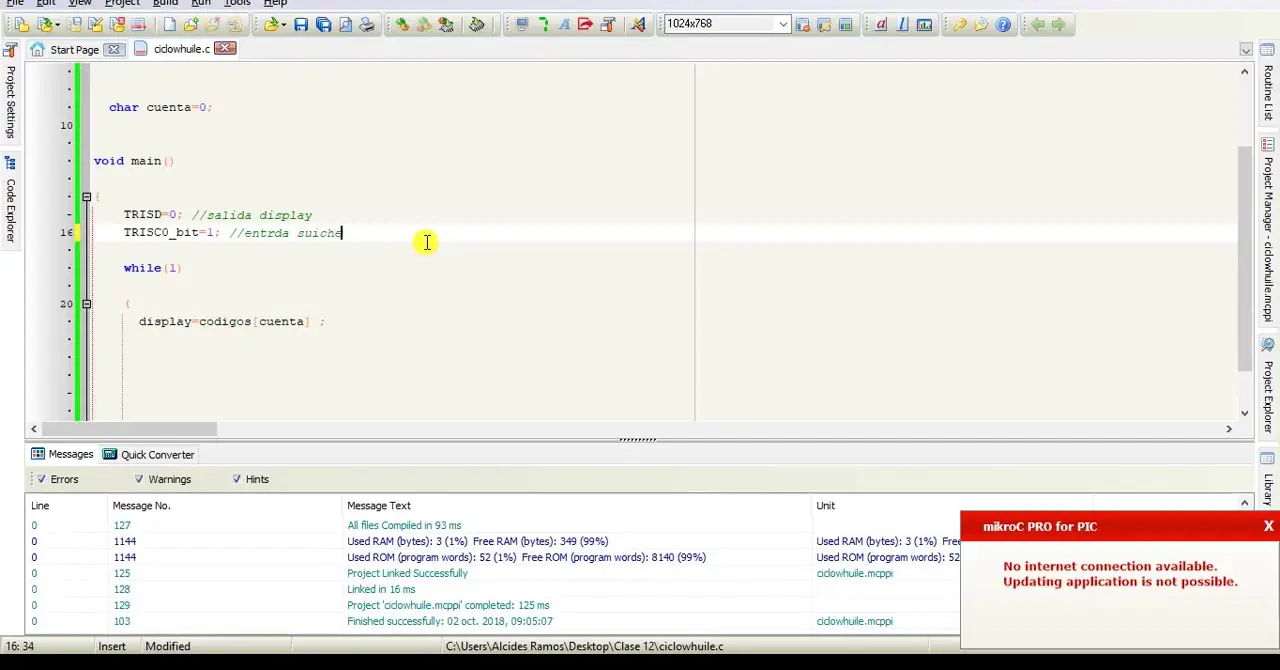 File Edit View Project Build Run Tools Help
1024x768
Start Page ciclowhuile.c
Project Settings
Code Explorer
char cuenta=0;
10
void main()
{
TRISD=0; //salida display
16 TRISC0_bit=1; //entrda suiche
while(1)
20 {
display=codigos[cuenta] ;
Routine List
Project Manager - ciclowhuile.mcppi
Project Explorer
Library
Messages Quick Converter
Errors Warnings Hints
Line Message No. Message Text Unit
0 127 All files Compiled in 93 ms
0 1144 Used RAM (bytes): 3 (1%) Free RAM (bytes): 349 (99%) Used RAM (bytes): 3 (1%) Free
0 1144 Used ROM (program words): 52 (1%) Free ROM (program words): 8140 (99%) Used ROM (program words): 52
0 125 Project Linked Successfully ciclowhuile.mcppi
0 128 Linked in 16 ms
0 129 Project 'ciclowhuile.mcppi' completed: 125 ms
0 103 Finished successfully: 02 oct. 2018, 09:05:07 ciclowhuile.mcppi
mikroC PRO for PIC X
No internet connection available.
Updating application is not possible.
16: 34 Insert Modified C:\Users\Alcides Ramos\Desktop\Clase 12\ciclowhuile.c